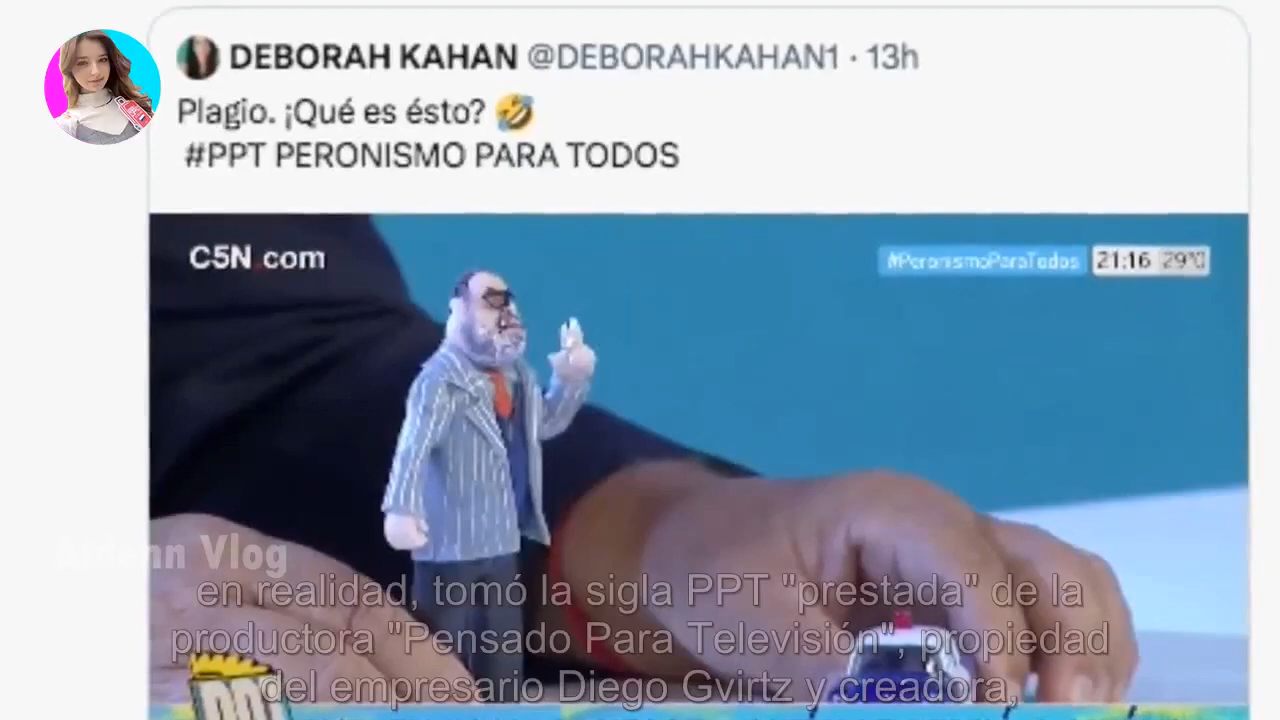 DEBORAH KAHAN @DEBORAHKAHAN1 · 13h
Plagio. ¡Qué es ésto? 🤣
#PPT PERONISMO PARA TODOS
C5N.com
#PeronismoParaTodos 21:16 29°C
Vlog
en realidad, tomó la sigla PPT "prestada" de la
productora "Pensado Para Televisión", propiedad
del empresario Diego Gvirtz y creadora,